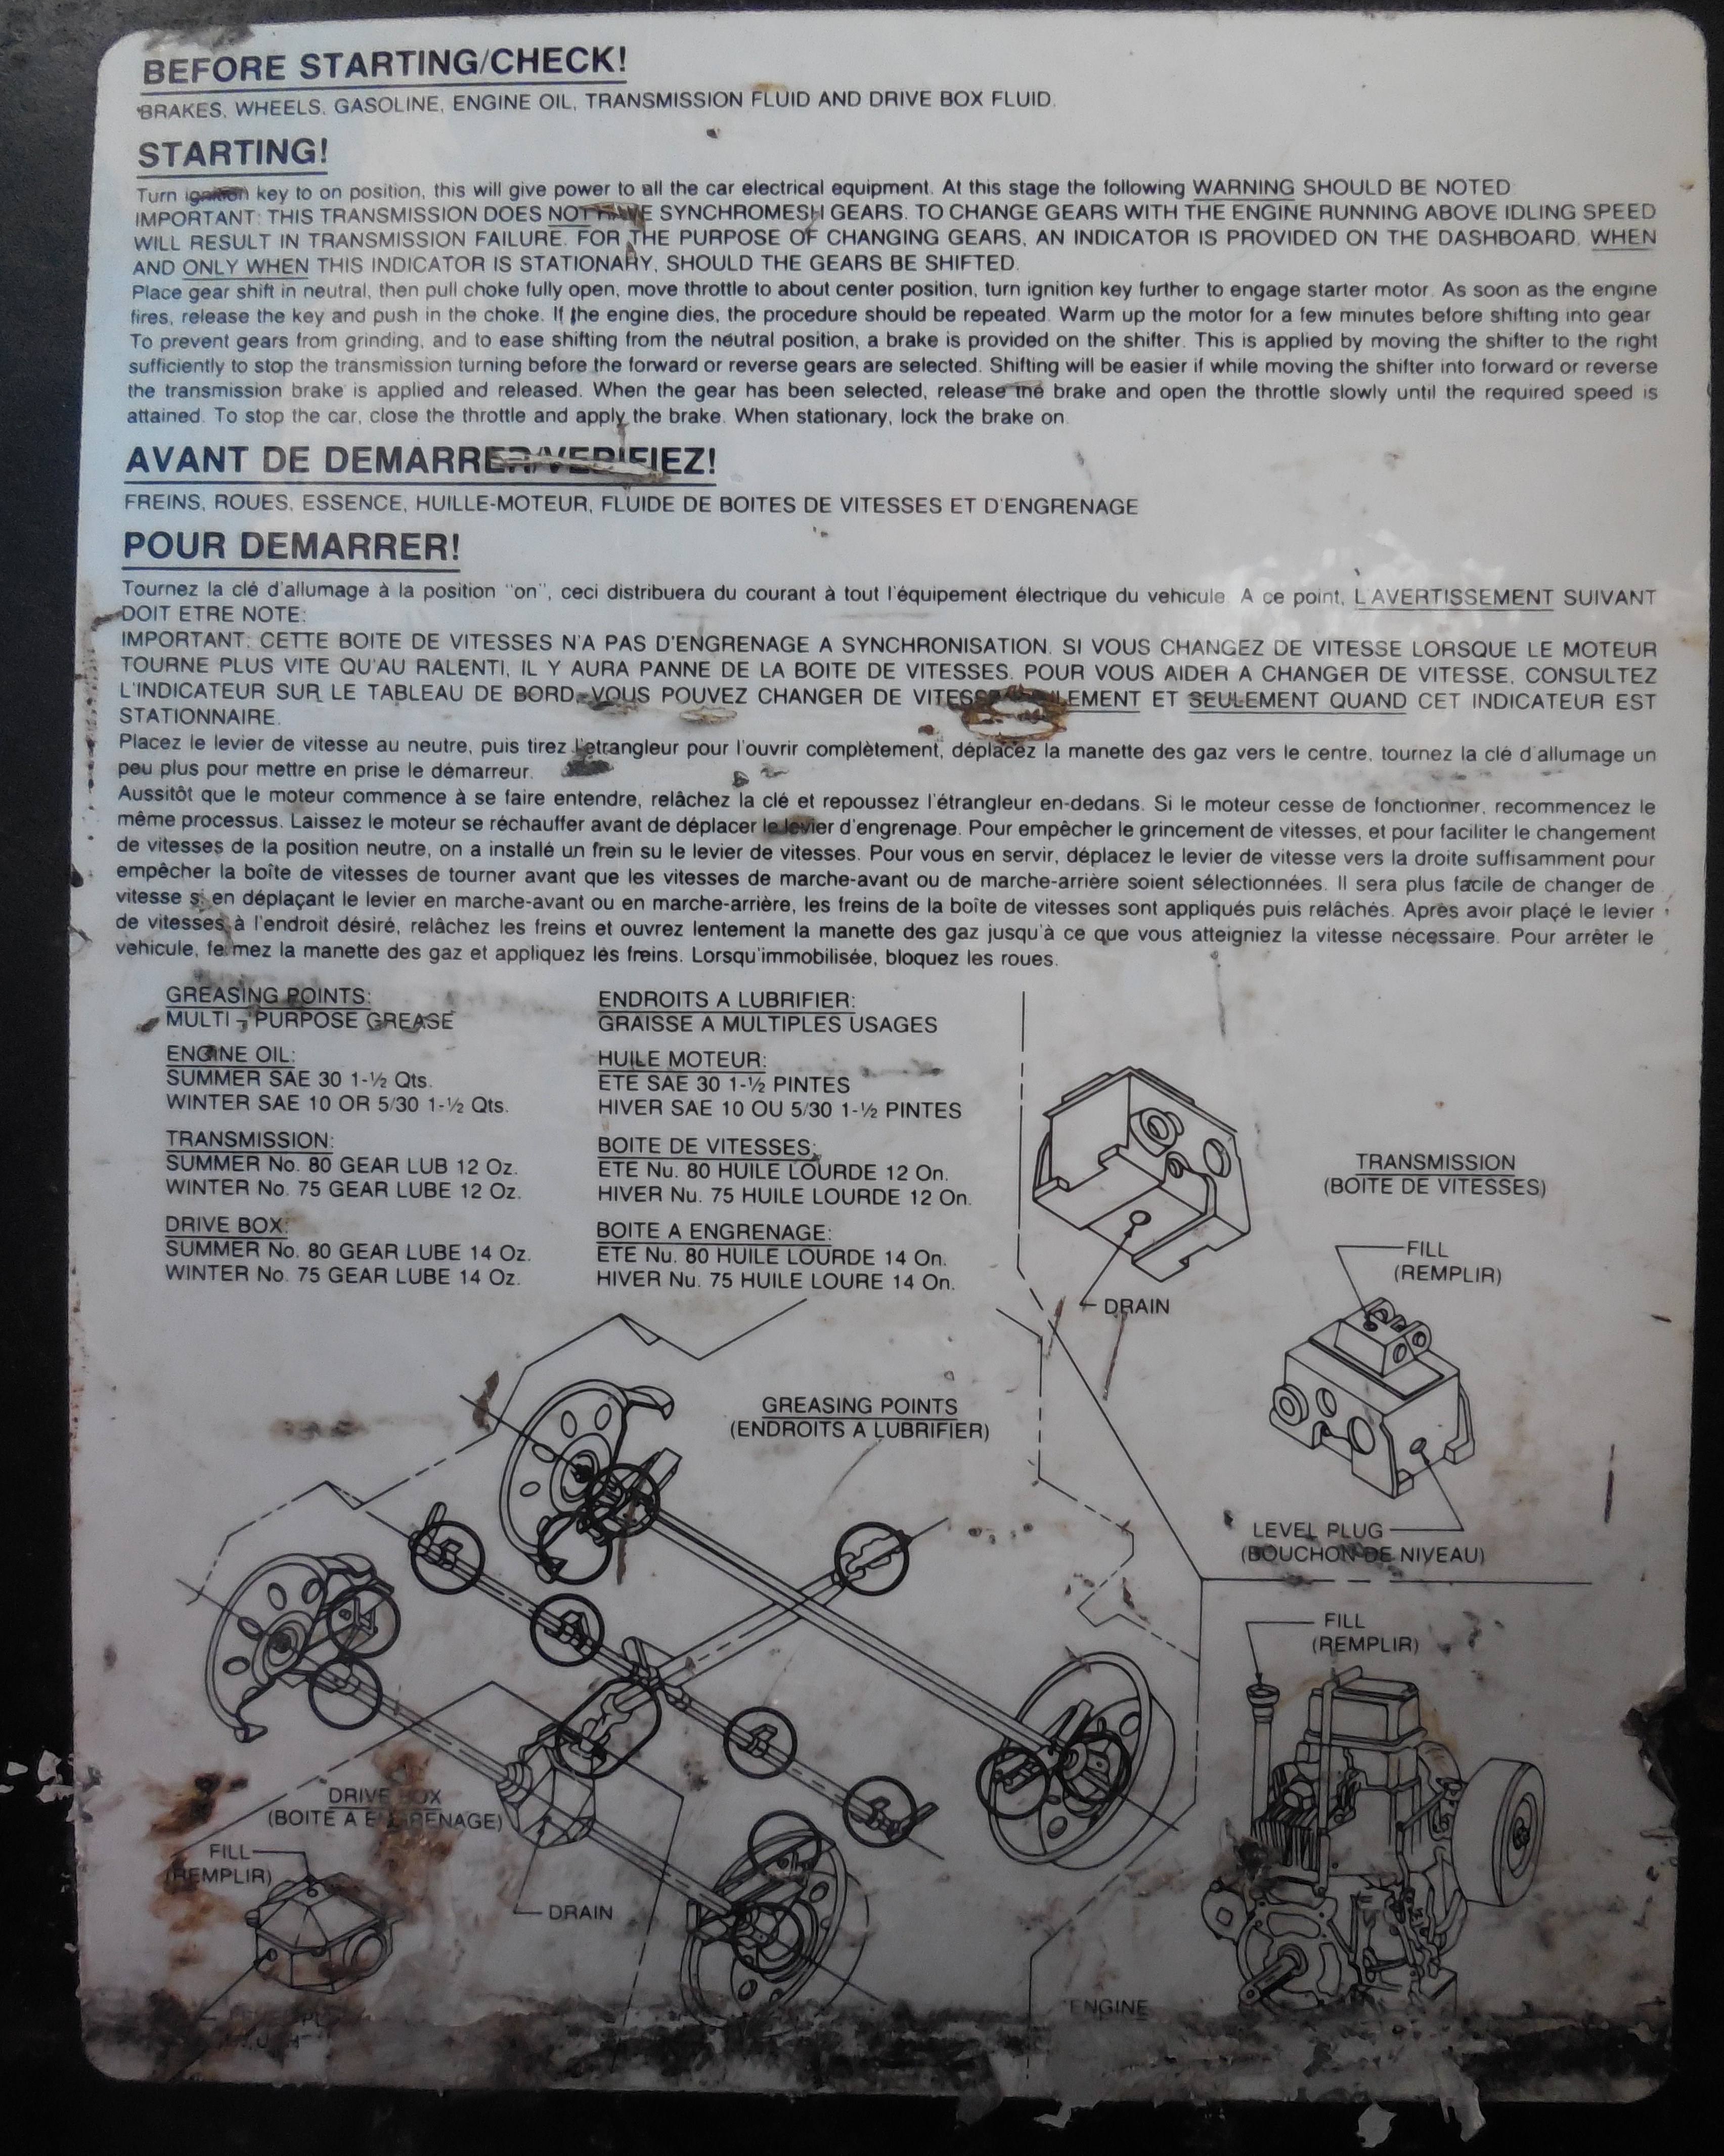 BEFORE STARTING/CHECK!
BRAKES, WHEELS, GASOLINE, ENGINE OIL, TRANSMISSION FLUID AND DRIVE BOX FLUID.
STARTING!
Turn ignition key to on position, this will give power to all the car electrical equipment. At this stage the following WARNING SHOULD BE NOTED:
IMPORTANT: THIS TRANSMISSION DOES NOT HAVE SYNCHROMESH GEARS. TO CHANGE GEARS WITH THE ENGINE RUNNING ABOVE IDLING SPEED
WILL RESULT IN TRANSMISSION FAILURE. FOR THE PURPOSE OF CHANGING GEARS, AN INDICATOR IS PROVIDED ON THE DASHBOARD. WHEN
AND ONLY WHEN THIS INDICATOR IS STATIONARY, SHOULD THE GEARS BE SHIFTED.
Place gear shift in neutral, then pull choke fully open, move throttle to about center position, turn ignition key further to engage starter motor. As soon as the engine
fires, release the key and push in the choke. If the engine dies, the procedure should be repeated. Warm up the motor for a few minutes before shifting into gear.
To prevent gears from grinding, and to ease shifting from the neutral position, a brake is provided on the shifter. This is applied by moving the shifter to the right
sufficiently to stop the transmission turning before the forward or reverse gears are selected. Shifting will be easier if while moving the shifter into forward or reverse
the transmission brake is applied and released. When the gear has been selected, release the brake and open the throttle slowly until the required speed is
attained. To stop the car, close the throttle and apply the brake. When stationary, lock the brake on.
AVANT DE DEMARRER/VERIFIEZ!
FREINS, ROUES, ESSENCE, HUILLE-MOTEUR, FLUIDE DE BOITES DE VITESSES ET D'ENGRENAGE
POUR DEMARRER!
Tournez la clé d'allumage à la position "on", ceci distribuera du courant à tout l'équipement électrique du vehicule. A ce point, L'AVERTISSEMENT SUIVANT
DOIT ETRE NOTE:
IMPORTANT: CETTE BOITE DE VITESSES N'A PAS D'ENGRENAGE A SYNCHRONISATION. SI VOUS CHANGEZ DE VITESSE LORSQUE LE MOTEUR
TOURNE PLUS VITE QU'AU RALENTI, IL Y AURA PANNE DE LA BOITE DE VITESSES. POUR VOUS AIDER A CHANGER DE VITESSE, CONSULTEZ
L'INDICATEUR SUR LE TABLEAU DE BORD. VOUS POUVEZ CHANGER DE VITESSE SEULEMENT ET SEULEMENT QUAND CET INDICATEUR EST
STATIONNAIRE.
Placez le levier de vitesse au neutre, puis tirez l'etrangleur pour l'ouvrir complètement, déplacez la manette des gaz vers le centre, tournez la clé d'allumage un
peu plus pour mettre en prise le démarreur.
Aussitôt que le moteur commence à se faire entendre, relâchez la clé et repoussez l'étrangleur en-dedans. Si le moteur cesse de fonctionner, recommencez le
même processus. Laissez le moteur se réchauffer avant de déplacer le levier d'engrenage. Pour empêcher le grincement de vitesses, et pour faciliter le changement
de vitesses de la position neutre, on a installé un frein su le levier de vitesses. Pour vous en servir, déplacez le levier de vitesse vers la droite suffisamment pour
empêcher la boîte de vitesses de tourner avant que les vitesses de marche-avant ou de marche-arrière soient sélectionnées. Il sera plus facile de changer de
vitesse si en déplaçant le levier en marche-avant ou en marche-arrière, les freins de la boîte de vitesses sont appliqués puis relâchés. Après avoir plaçé le levier
de vitesses à l'endroit désiré, relâchez les freins et ouvrez lentement la manette des gaz jusqu'à ce que vous atteigniez la vitesse nécessaire. Pour arrêter le
vehicule, fermez la manette des gaz et appliquez les freins. Lorsqu'immobilisée, bloquez les roues.
GREASING POINTS:
MULTI - PURPOSE GREASE
ENGINE OIL:
SUMMER SAE 30 1-½ Qts.
WINTER SAE 10 OR 5/30 1-½ Qts.
TRANSMISSION:
SUMMER No. 80 GEAR LUB 12 Oz.
WINTER No. 75 GEAR LUBE 12 Oz.
DRIVE BOX:
SUMMER No. 80 GEAR LUBE 14 Oz.
WINTER No. 75 GEAR LUBE 14 Oz.
ENDROITS A LUBRIFIER:
GRAISSE A MULTIPLES USAGES
HUILE MOTEUR:
ETE SAE 30 1-½ PINTES
HIVER SAE 10 OU 5/30 1-½ PINTES
BOITE DE VITESSES:
ETE Nu. 80 HUILE LOURDE 12 On.
HIVER Nu. 75 HUILE LOURDE 12 On.
BOITE A ENGRENAGE:
ETE Nu. 80 HUILE LOURDE 14 On.
HIVER Nu. 75 HUILE LOURE 14 On.
TRANSMISSION
(BOITE DE VITESSES)
FILL
(REMPLIR)
DRAIN
GREASING POINTS
(ENDROITS A LUBRIFIER)
LEVEL PLUG
(BOUCHON DE NIVEAU)
FILL
(REMPLIR)
DRIVE BOX
(BOITE A ENGRENAGE)
FILL
(REMPLIR)
DRAIN
ENGINE